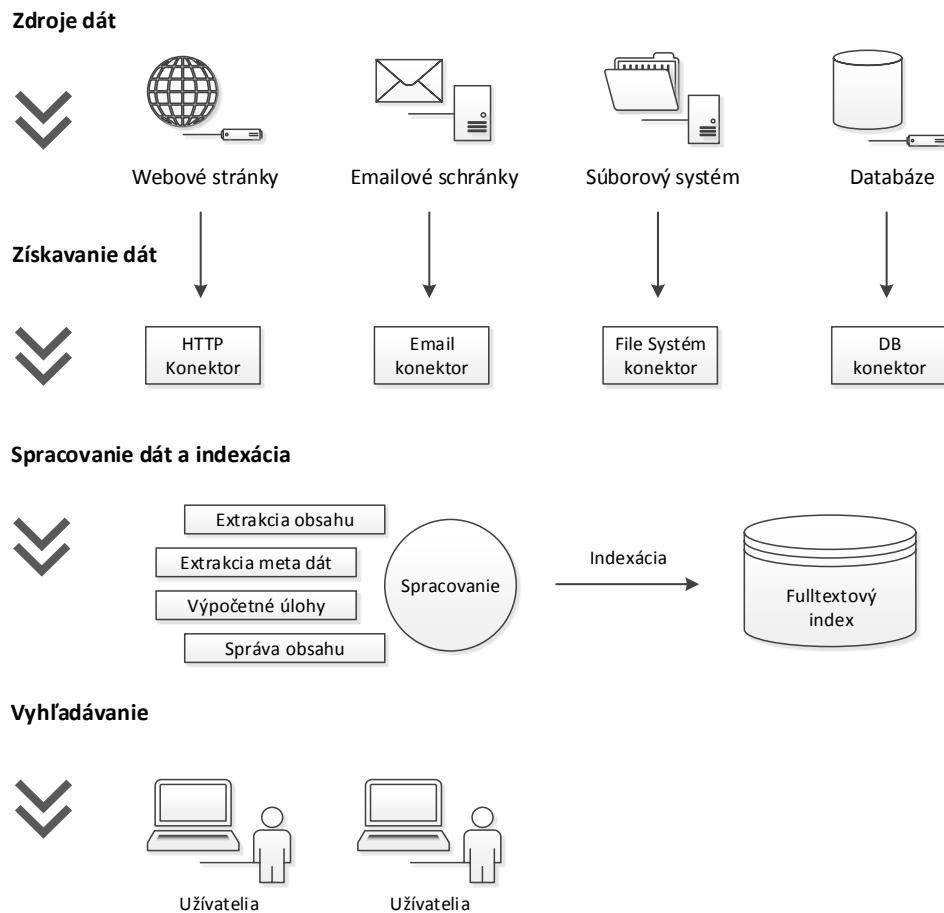 Zdroje dát
Webové stránky
Emailové schránky
Súborový systém
Databáze
Získavanie dát
HTTP
Konektor
Email
konektor
File Systém
konektor
DB
konektor
Spracovanie dát a indexácia
Extrakcia obsahu
Extrakcia meta dát
Výpočetné úlohy
Správa obsahu
Spracovanie
Indexácia
Fulltextový
index
Vyhľadávanie
Užívatelia
Užívatelia